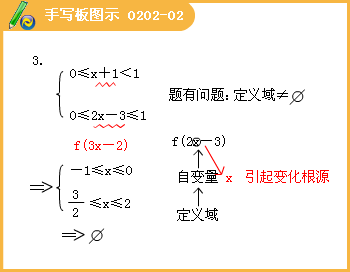 手写板图示 0202-02
3.
0≤x+1<1
题有问题:定义域≠∅
0≤2x-3≤1
f(3x-2)
f(2x-3)
⇒ -1≤x≤0
自变量 x 引起变化根源
3/2 ≤x≤2
定义域
⇒∅